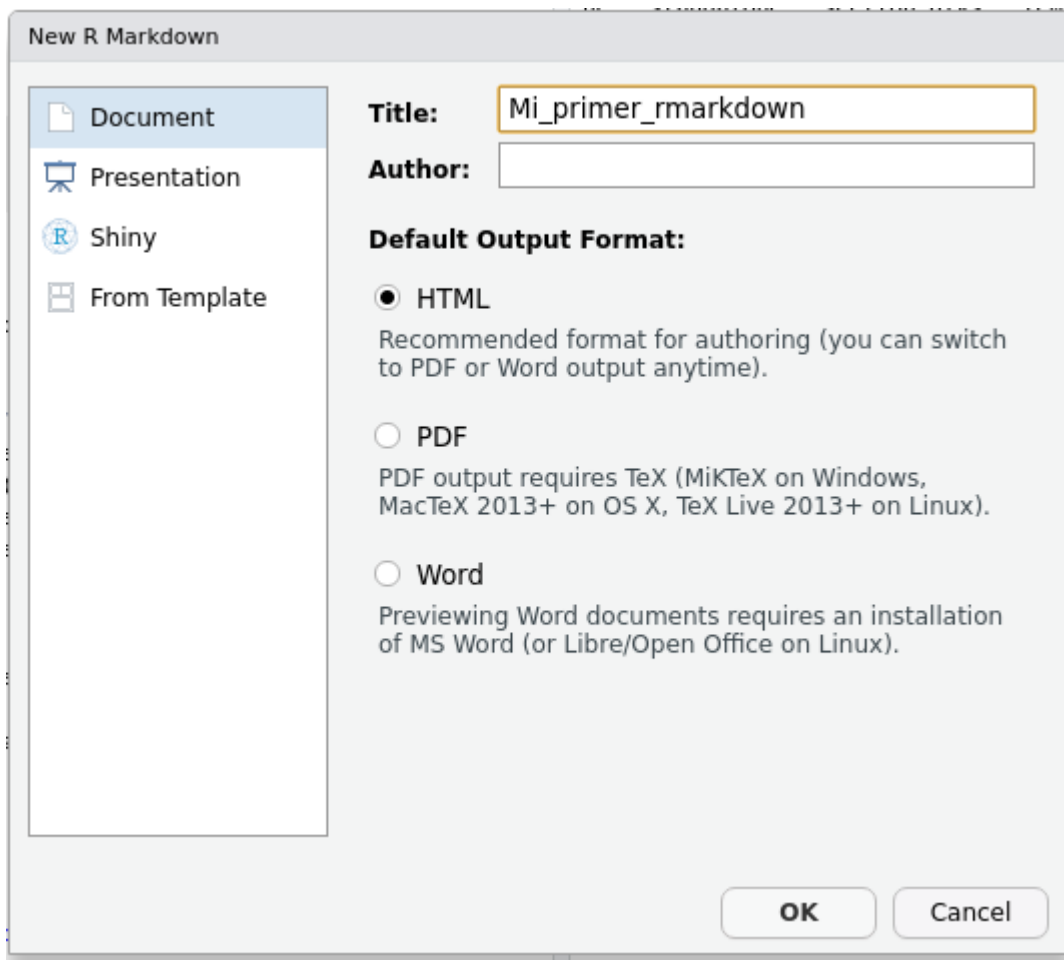 New R Markdown
Document
Presentation
Shiny
From Template
Title:
Mi_primer_rmarkdown
Author:
Default Output Format:
HTML
Recommended format for authoring (you can switch
to PDF or Word output anytime).
PDF
PDF output requires TeX (MiKTeX on Windows,
MacTeX 2013+ on OS X, TeX Live 2013+ on Linux).
Word
Previewing Word documents requires an installation
of MS Word (or Libre/Open Office on Linux).
OK
Cancel